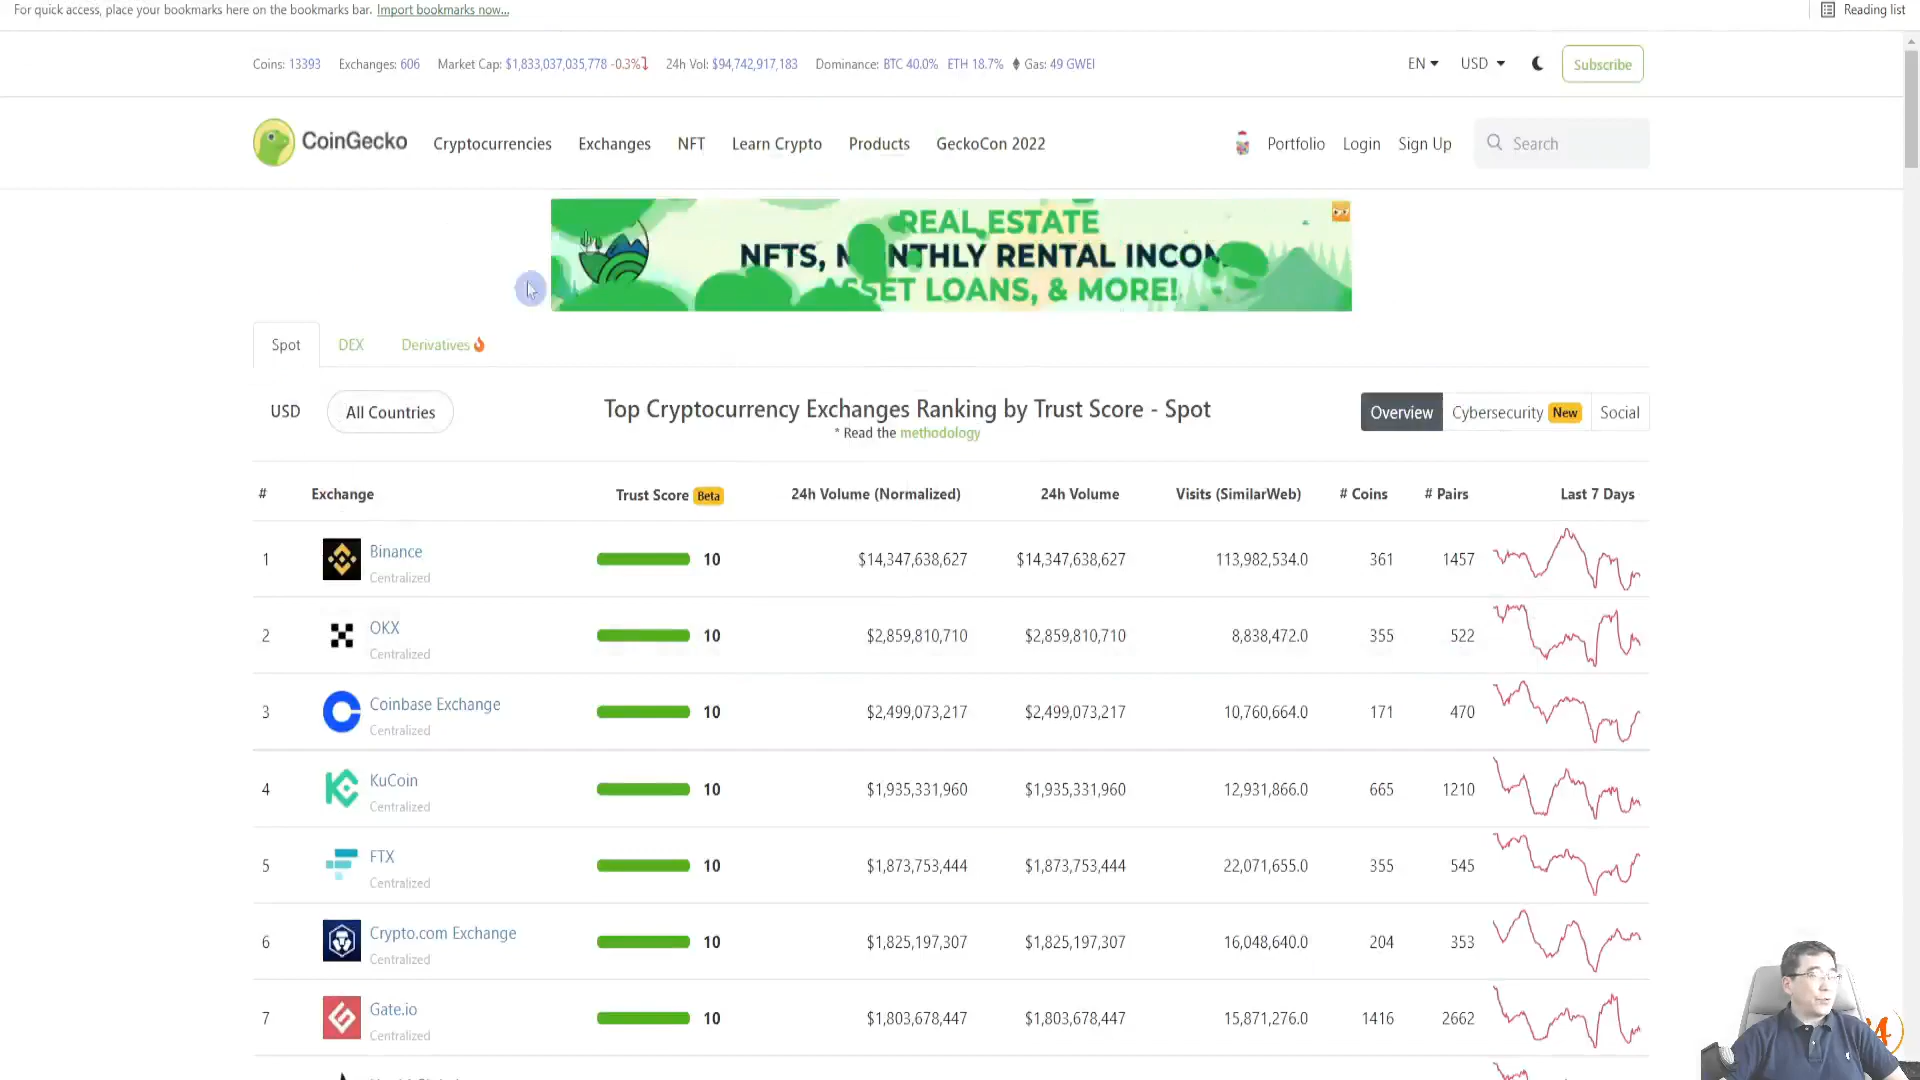 For quick access, place your bookmarks here on the bookmarks bar. Import bookmarks now...
Reading list
Coins: 13393 Exchanges: 606 Market Cap: $1,833,037,035,778 -0.3% 24h Vol: $94,742,917,183 Dominance: BTC 40.0% ETH 18.7% Gas: 49 GWEI
EN USD Subscribe
CoinGecko Cryptocurrencies Exchanges NFT Learn Crypto Products GeckoCon 2022 Portfolio Login Sign Up Search
REAL ESTATE
NFTS, RENTAL
LOANS, & MORE!
Spot DEX Derivatives
USD All Countries Top Cryptocurrency Exchanges Ranking by Trust Score - Spot Overview Cybersecurity New Social
* Read the methodology
# Exchange Trust Score Beta 24h Volume (Normalized) 24h Volume Visits (SimilarWeb) # Coins # Pairs Last 7 Days
1 Binance 10 $14,347,638,627 $14,347,638,627 113,982,534.0 361 1457
Centralized
2 OKX 10 $2,859,810,710 $2,859,810,710 8,838,472.0 355 522
Centralized
3 Coinbase Exchange 10 $2,499,073,217 $2,499,073,217 10,760,664.0 171 470
Centralized
4 KuCoin 10 $1,935,331,960 $1,935,331,960 12,931,866.0 665 1210
Centralized
5 FTX 10 $1,873,753,444 $1,873,753,444 22,071,655.0 355 545
Centralized
6 Crypto.com Exchange 10 $1,825,197,307 $1,825,197,307 16,048,640.0 204 353
Centralized
7 Gate.io 10 $1,803,678,447 $1,803,678,447 15,871,276.0 1416 2662
Centralized